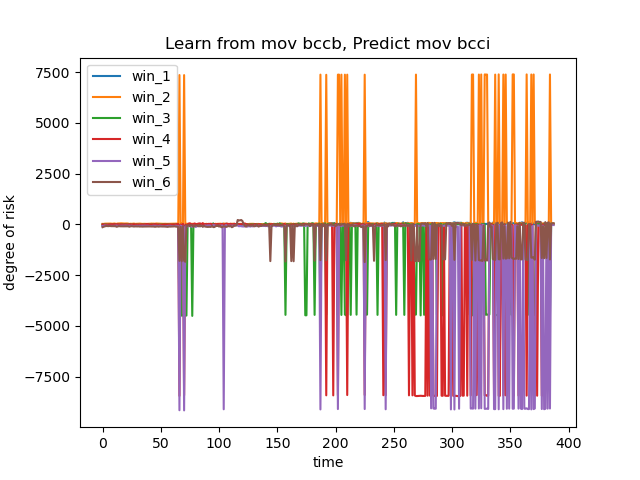 Learn from mov bccb, Predict mov bcci
degree of risk
7500
5000
2500
0
−2500
−5000
−7500
win_1
win_2
win_3
win_4
win_5
win_6
0 50 100 150 200 250 300 350 400
time